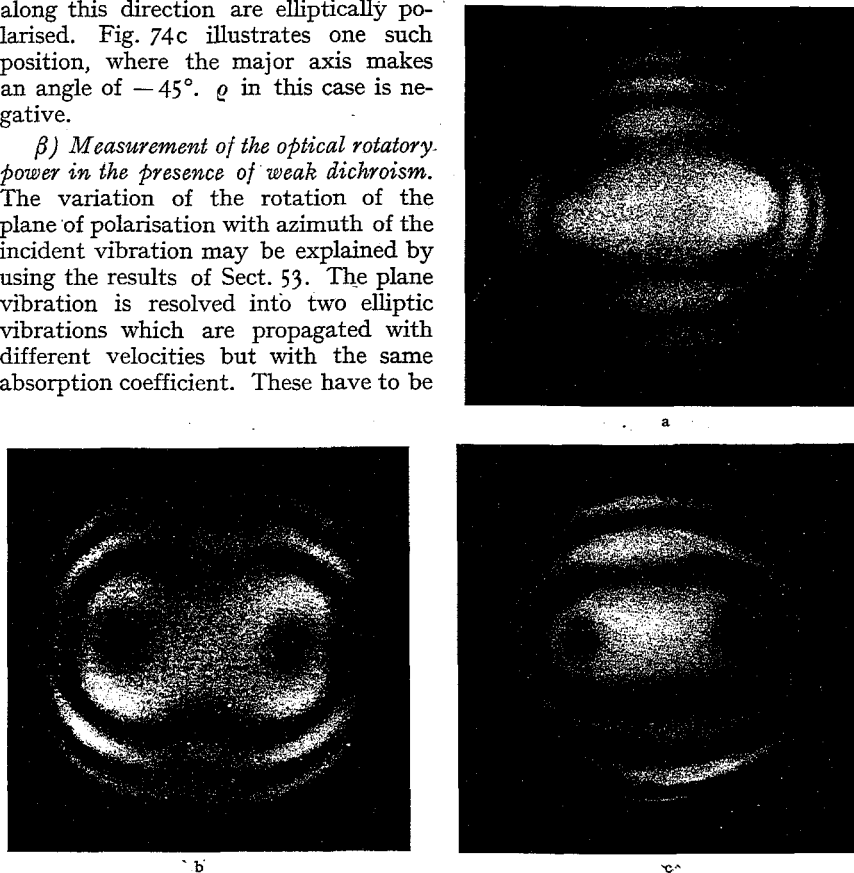 along this direction are elliptically po-
larised. Fig. 74c illustrates one such
position, where the major axis makes
an angle of —45°. ϱ in this case is ne-
gative.
β) Measurement of the optical rotatory
power in the presence of weak dichroism.
The variation of the rotation of the
plane of polarisation with azimuth of the
incident vibration may be explained by
using the results of Sect. 53. The plane
vibration is resolved into two elliptic
vibrations which are propagated with
different velocities but with the same
absorption coefficient. These have to be
a
b
c